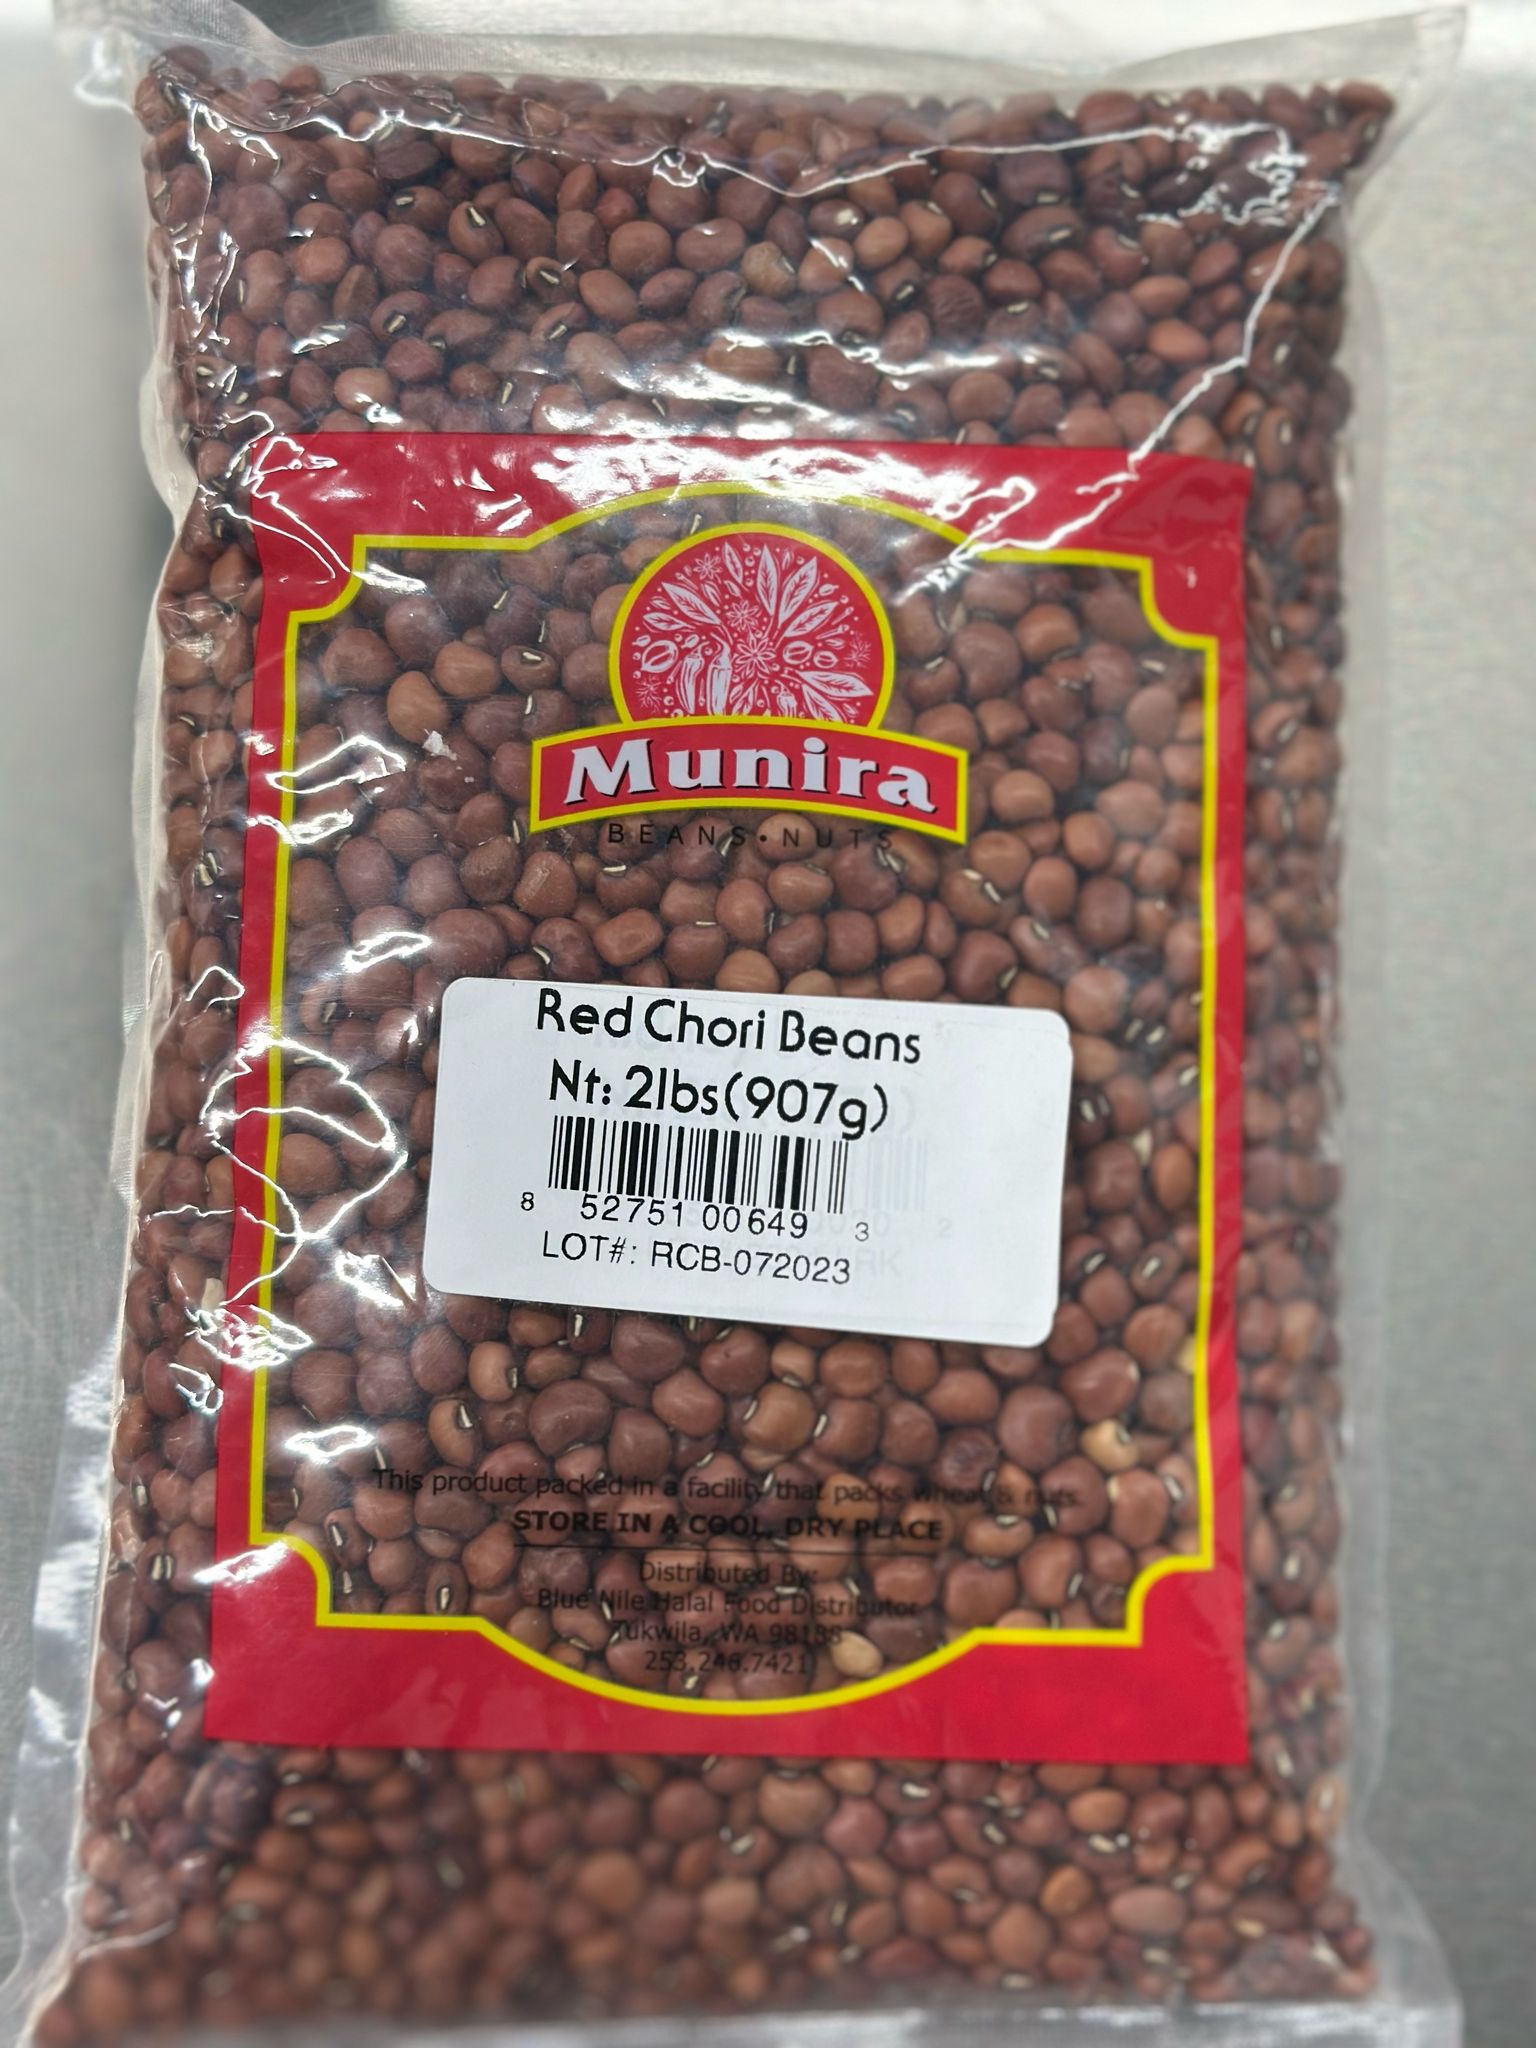 Munira
BEANS • NUTS
Red Chori Beans
Nt: 2lbs(907g)
8 52751 00649 3
LOT#: RCB-072023
This product packed in a facility that packs wheat & nuts.
STORE IN A COOL, DRY PLACE
Distributed By:
Blue Nile Halal Food Distributor
Tukwila, WA 98188
253.246.7421